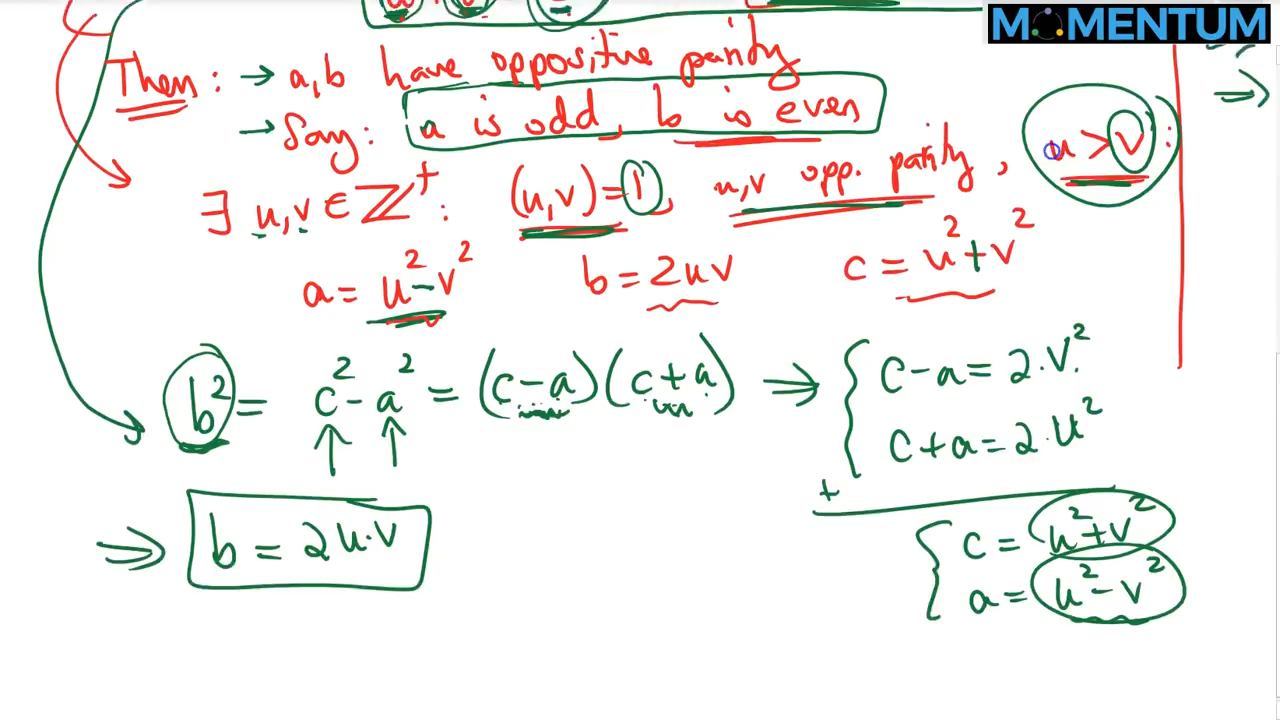 MOMENTUM
Then : → a,b have oppositive parity
→ Say : a is odd, b is even
∃ u,v ∈ ℤ⁺ : (u,v) = 1, u,v opp. parity, u > v :
a = u² - v² b = 2uv c = u² + v²
b² = c² - a² = (c-a)(c+a) ⇒ { c - a = 2·v²
c + a = 2·u²
+
⇒ b = 2u·v { c = u² + v²
a = u² - v²